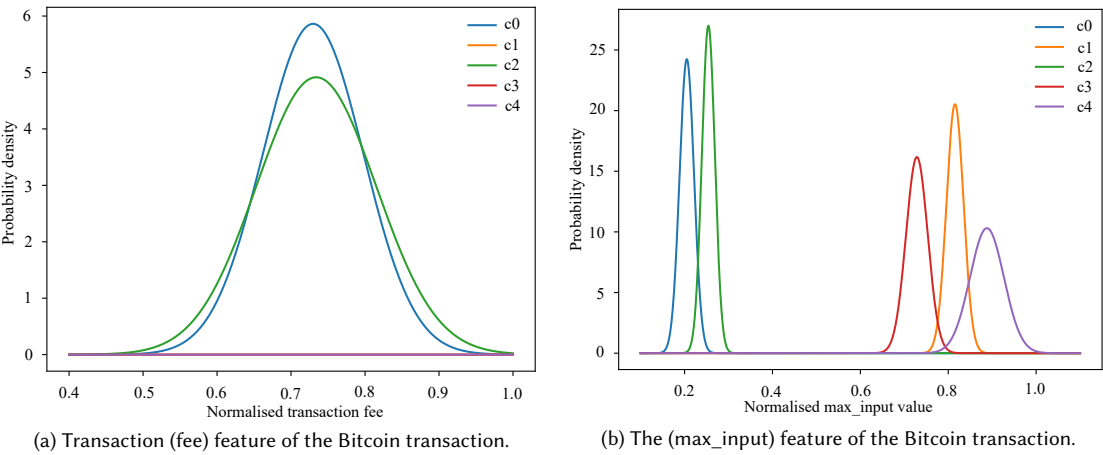 Probability density
6
5
4
3
2
1
0
0.4 0.5 0.6 0.7 0.8 0.9 1.0
Normalised transaction fee
c0
c1
c2
c3
c4
(a) Transaction (fee) feature of the Bitcoin transaction.
Probability density
25
20
15
10
5
0
0.2 0.4 0.6 0.8 1.0
Normalised max_input value
c0
c1
c2
c3
c4
(b) The (max_input) feature of the Bitcoin transaction.